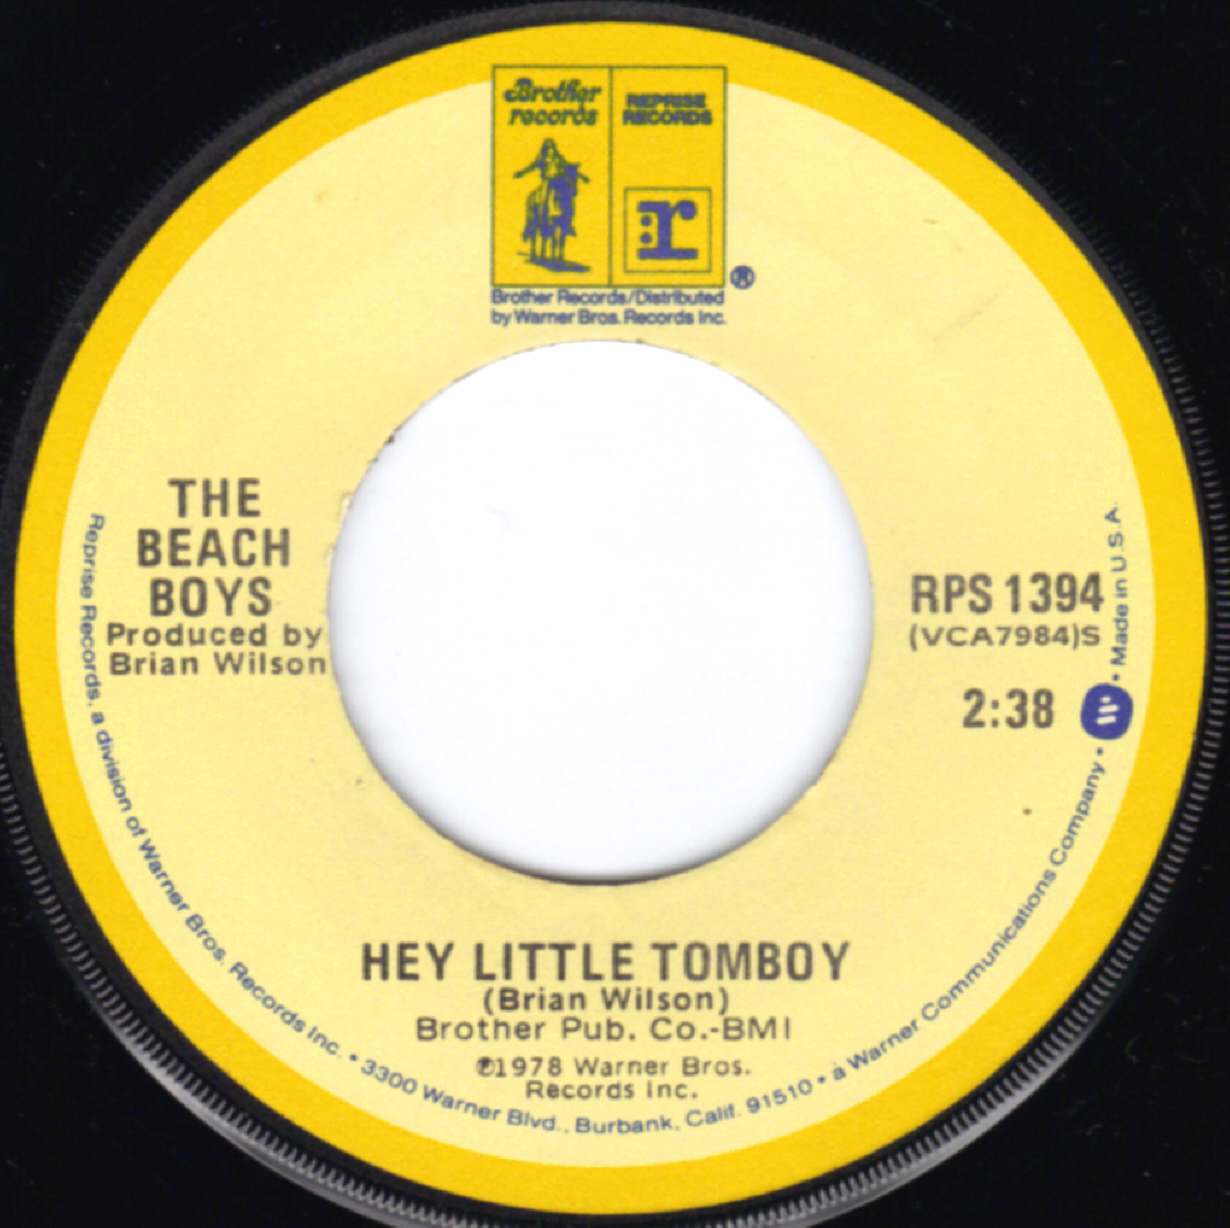 Brother
records
REPRISE
RECORDS
r
®
Brother Records/Distributed
by Warner Bros. Records Inc.
THE
BEACH
BOYS
Produced by
Brian Wilson
RPS 1394
(VCA7984)S
2:38
HEY LITTLE TOMBOY
(Brian Wilson)
Brother Pub. Co.-BMI
℗1978 Warner Bros.
Records Inc.
Reprise Records, a division of Warner Bros. Records Inc. • 3300 Warner Blvd., Burbank, Calif. 91510 • a Warner Communications Company • W • Made in U.S.A.